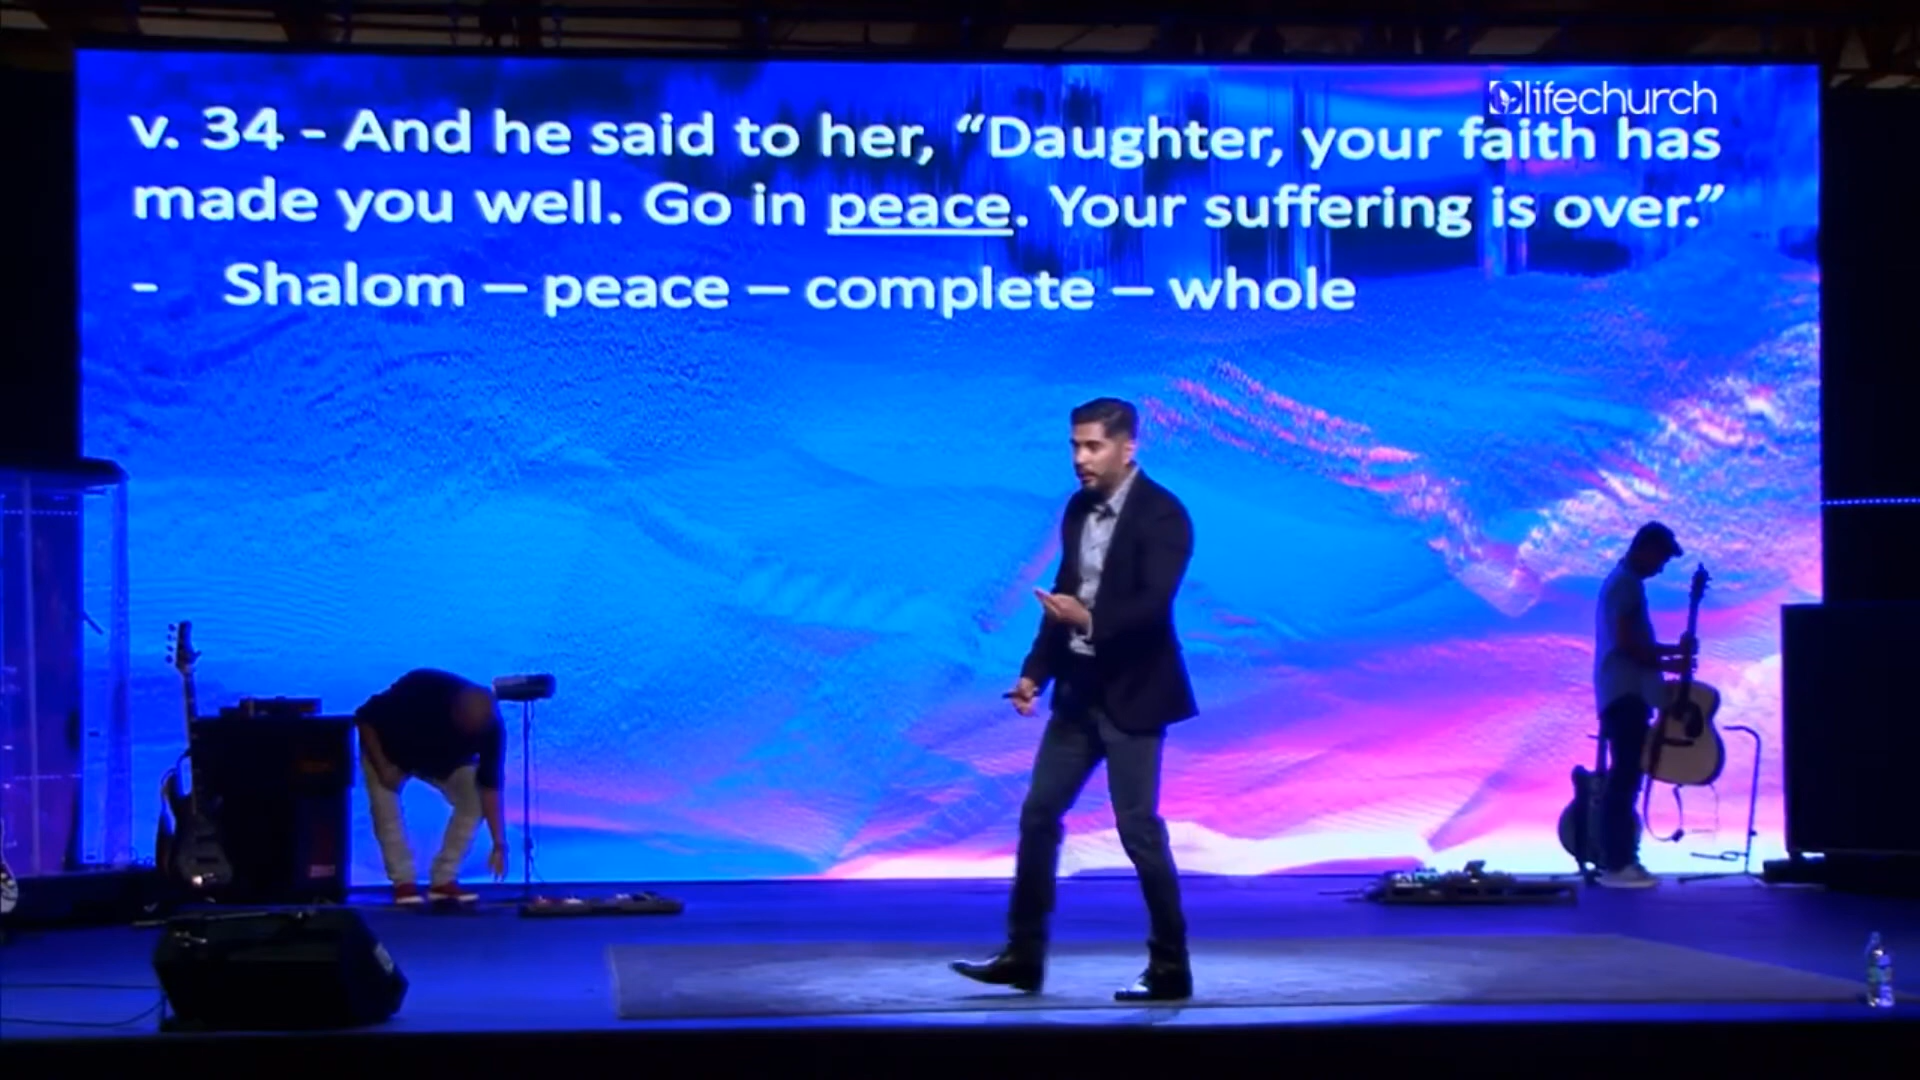 lifechurch
v. 34 - And he said to her, “Daughter, your faith has
made you well. Go in peace. Your suffering is over.”
- Shalom – peace – complete – whole